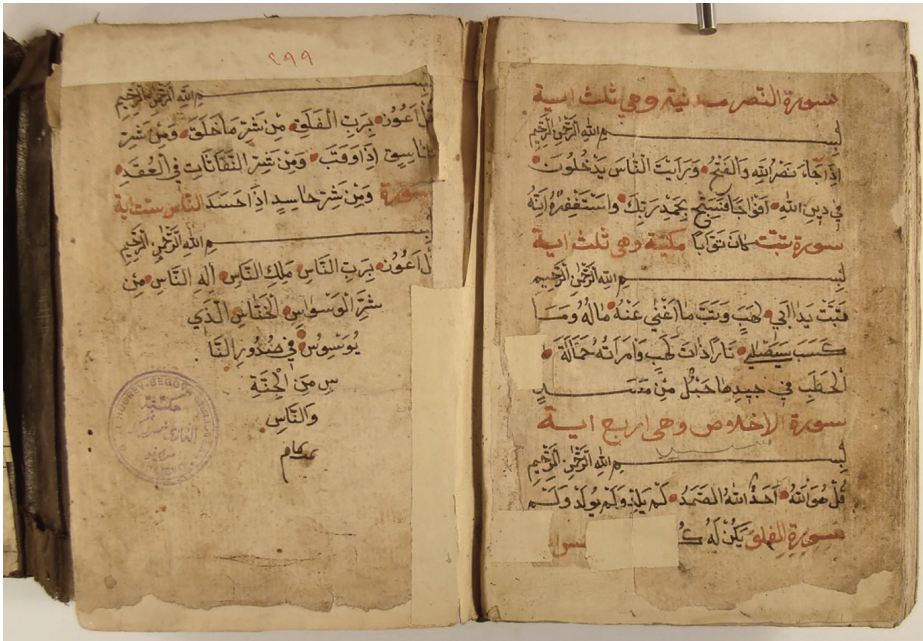 سورة النصر مدنية وهي ثلث اية
بسم الله الرحمن الرحيم
اذا جاء نصر الله والفتح ورايت الناس يدخلون
في دين الله افواجا فسبح بحمد ربك واستغفره انه
كان توابا سورة تبت مكية وهي ثلث اية
بسم الله الرحمن الرحيم
تبت يدا ابي لهب وتب ما اغني عنه ماله وما
كسب سيصلي نارا ذات لهب وامراته حمالة
الحطب في جيدها حبل من مسد
سورة الاخلاص وهي اربع اية
بسم الله الرحمن الرحيم
قل هو الله احد الله الصمد لم يلد ولم يولد ولم
يكن له سورة الفلق
٢٩٩
بسم الله الرحمن الرحيم
قل اعوذ برب الفلق من شر ما خلق ومن شر
غاسق اذا وقب ومن شر النفاثات في العقد
ومن شر حاسد اذا حسد سورة الناس ست اية
بسم الله الرحمن الرحيم
قل اعوذ برب الناس ملك الناس اله الناس من
شر الوسواس الخناس الذي
يوسوس في صدور النا
س من الجنة
والناس